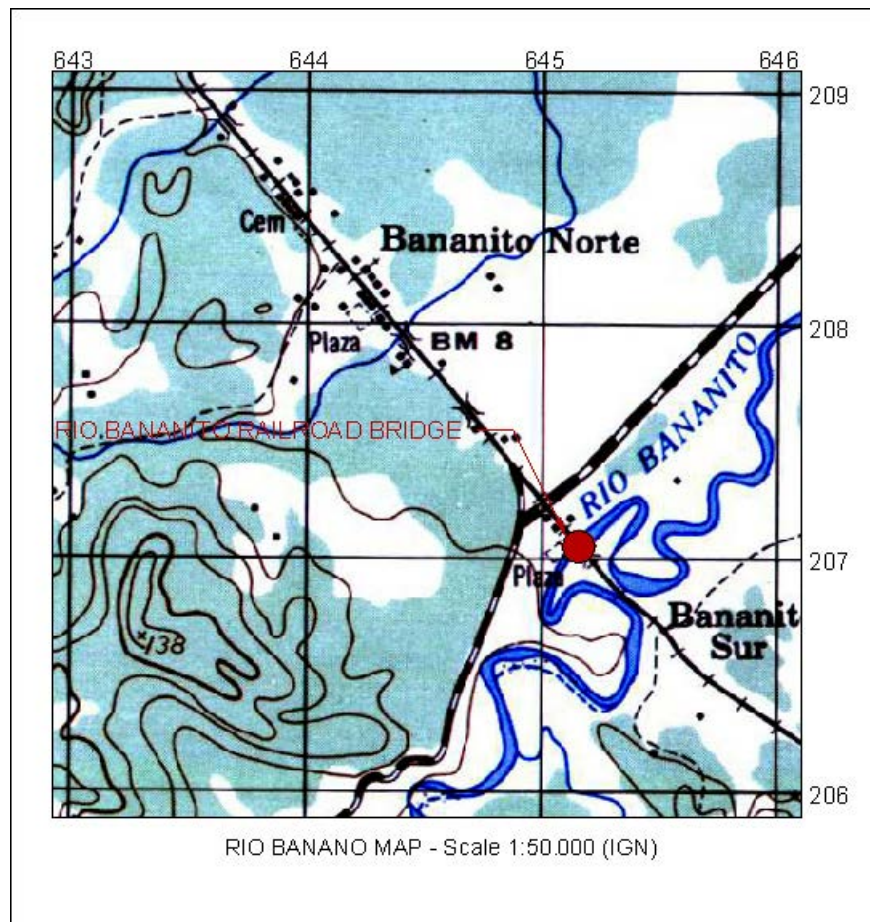 643 644 645 646
209
Cem
Bananito Norte
Plaza
BM 8
208
RIO BANANITO RAILROAD BRIDGE
RIO BANANITO
207
Plaza
Bananit
Sur
138
206
RIO BANANO MAP - Scale 1:50.000 (IGN)